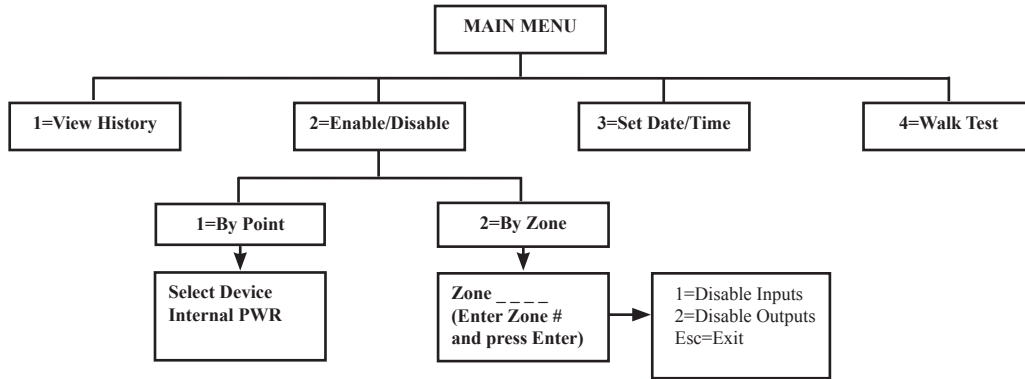 MAIN MENU
1=View History
2=Enable/Disable
3=Set Date/Time
4=Walk Test
1=By Point
2=By Zone
Select Device
Internal PWR
Zone _ _ _ _
(Enter Zone #
and press Enter)
1=Disable Inputs
2=Disable Outputs
Esc=Exit